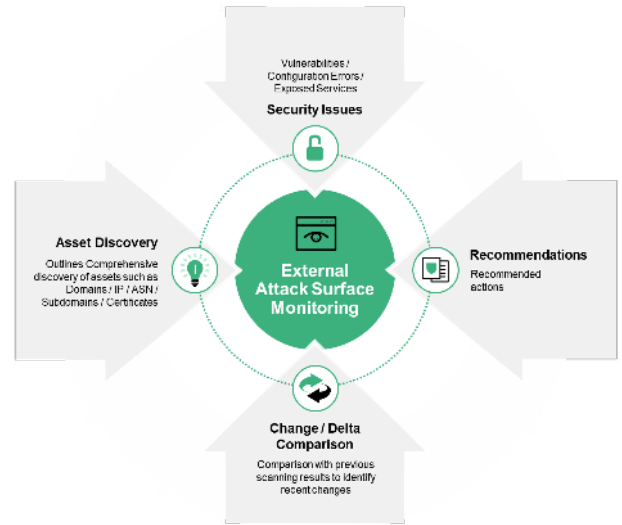 Vulnerabilities /
Configuration Errors /
Exposed Services
Security Issues
Asset Discovery
Outlines Comprehensive
discovery of assets such as
Domains / IP / ASN /
Subdomains / Certificates
External
Attack Surface
Monitoring
Recommendations
Recommended
actions
Change / Delta
Comparison
Comparison with previous
scanning results to identify
recent changes